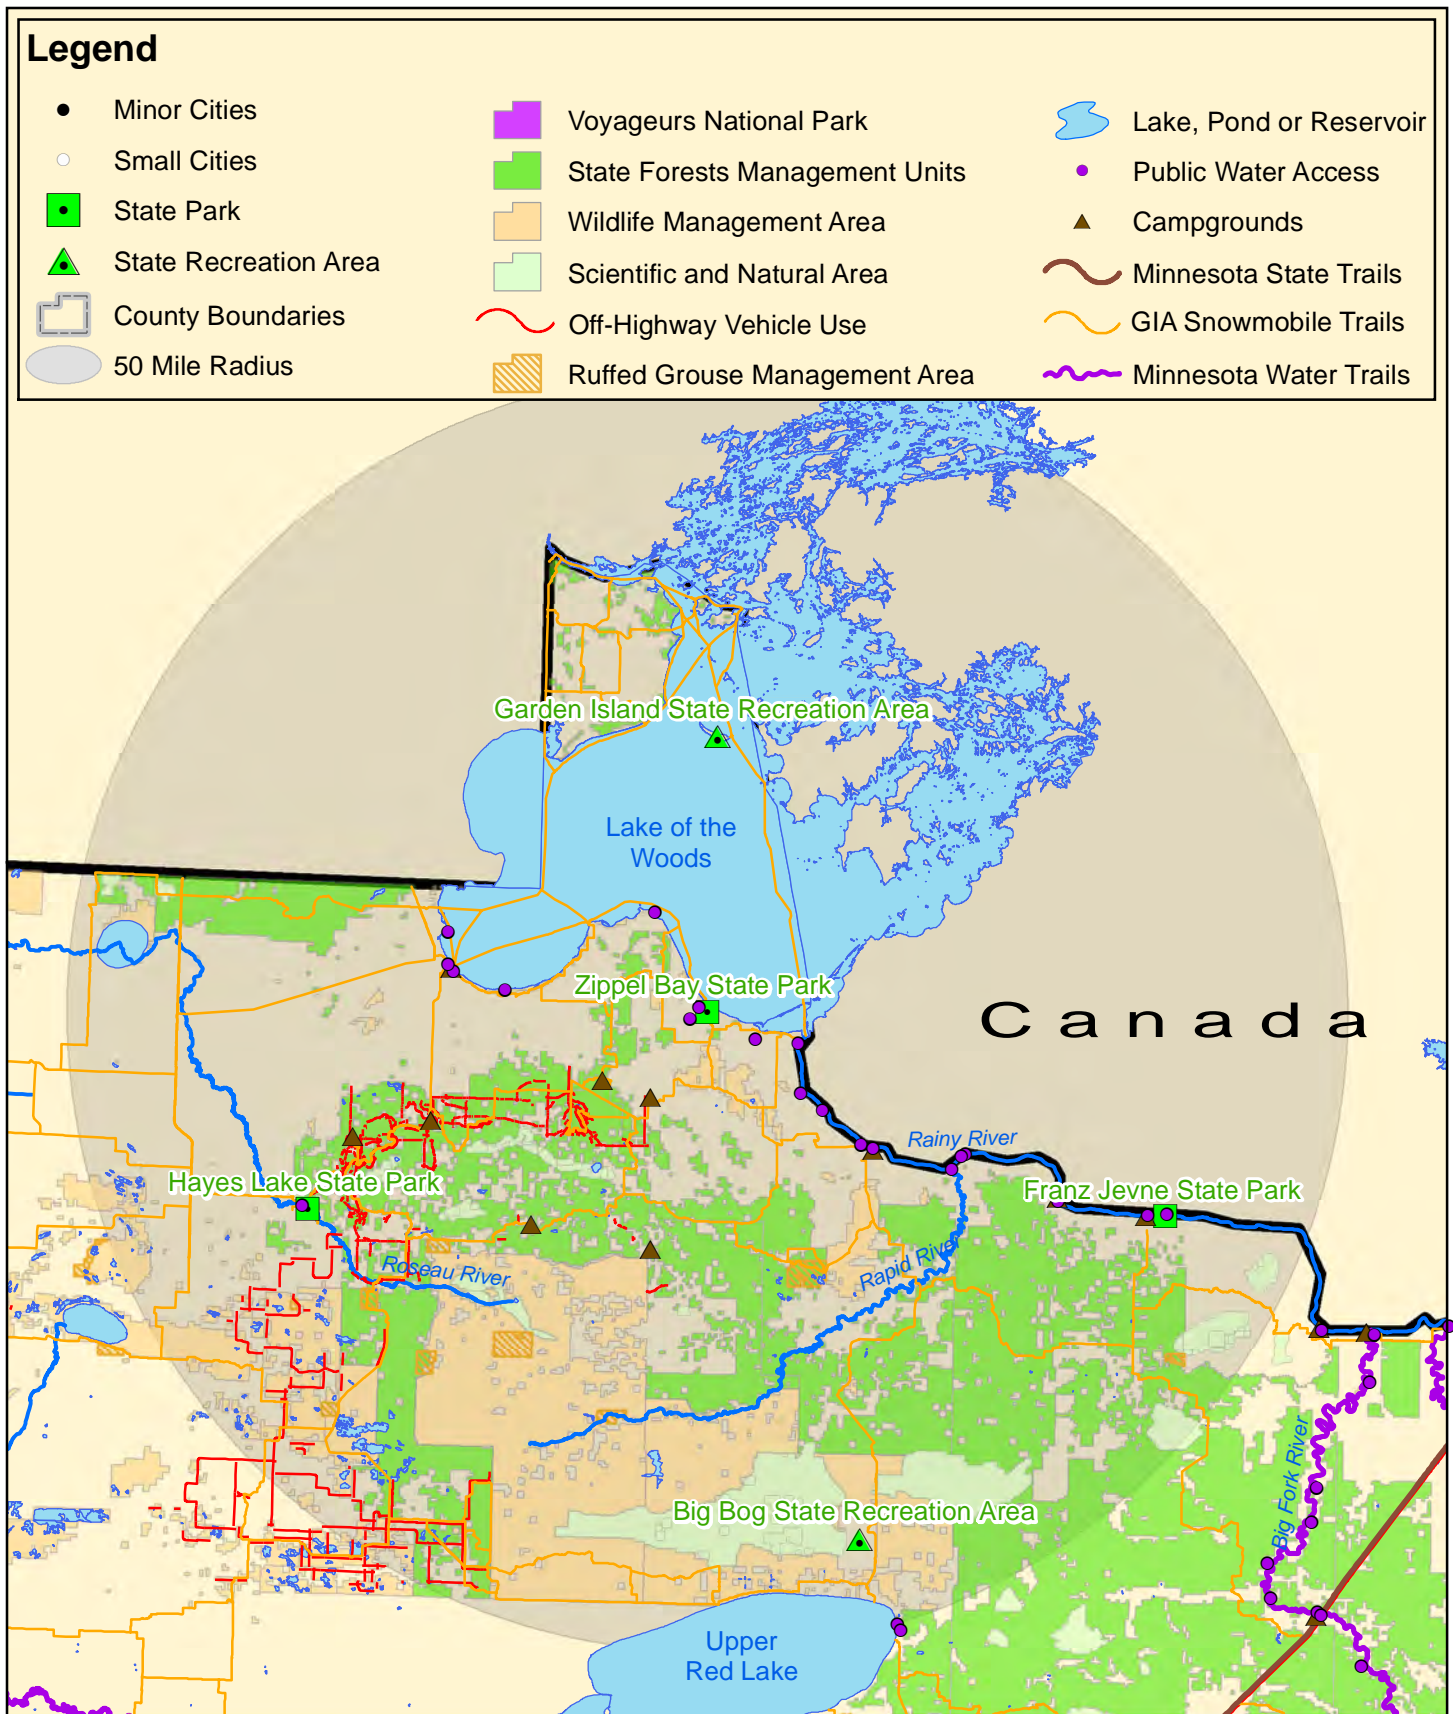 Legend
Minor Cities
Small Cities
State Park
State Recreation Area
County Boundaries
50 Mile Radius
Voyageurs National Park
State Forests Management Units
Wildlife Management Area
Scientific and Natural Area
Off-Highway Vehicle Use
Ruffed Grouse Management Area
Lake, Pond or Reservoir
Public Water Access
Campgrounds
Minnesota State Trails
GIA Snowmobile Trails
Minnesota Water Trails
Garden Island State Recreation Area
Lake of the
Woods
Zippel Bay State Park
Canada
Rainy River
Hayes Lake State Park
Franz Jevne State Park
Roseau River
Rapid River
Big Fork River
Big Bog State Recreation Area
Upper
Red Lake